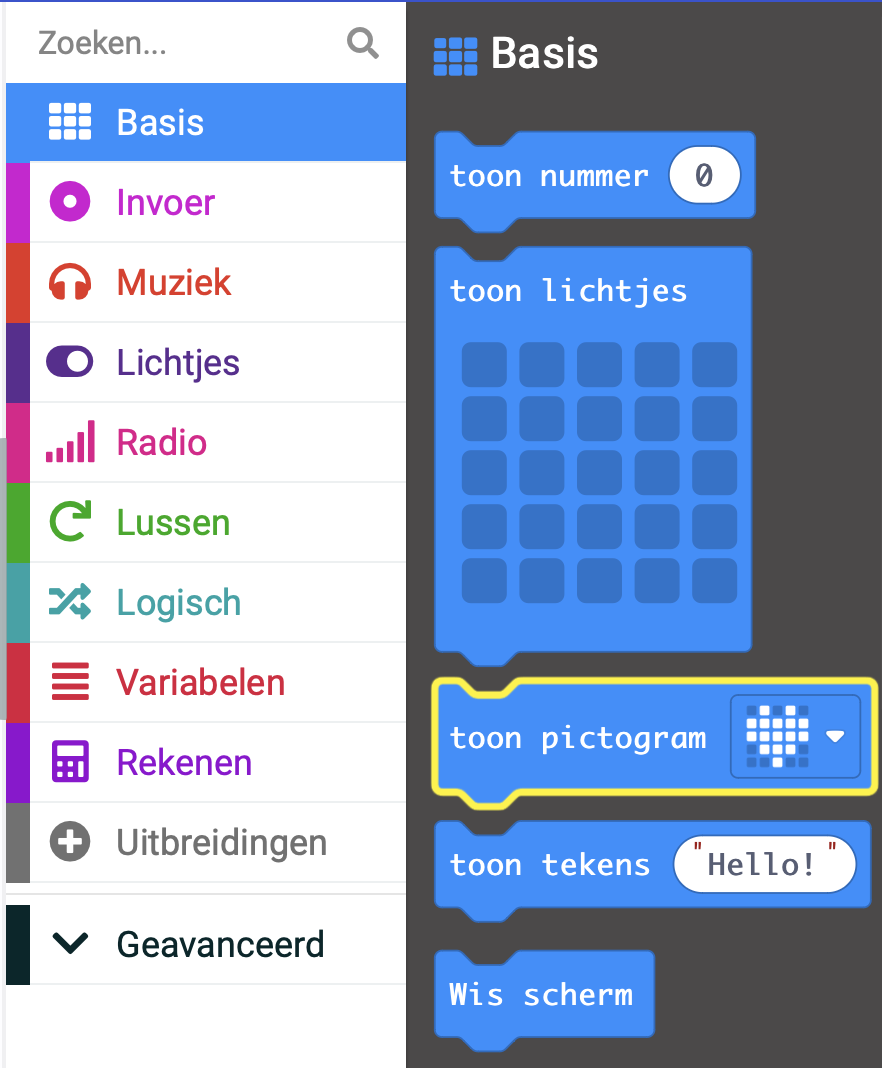 Zoeken...
Basis
Invoer
Muziek
Lichtjes
Radio
Lussen
Logisch
Variabelen
Rekenen
Uitbreidingen
Geavanceerd
Basis
toon nummer 0
toon lichtjes
toon pictogram
toon tekens "Hello!"
Wis scherm